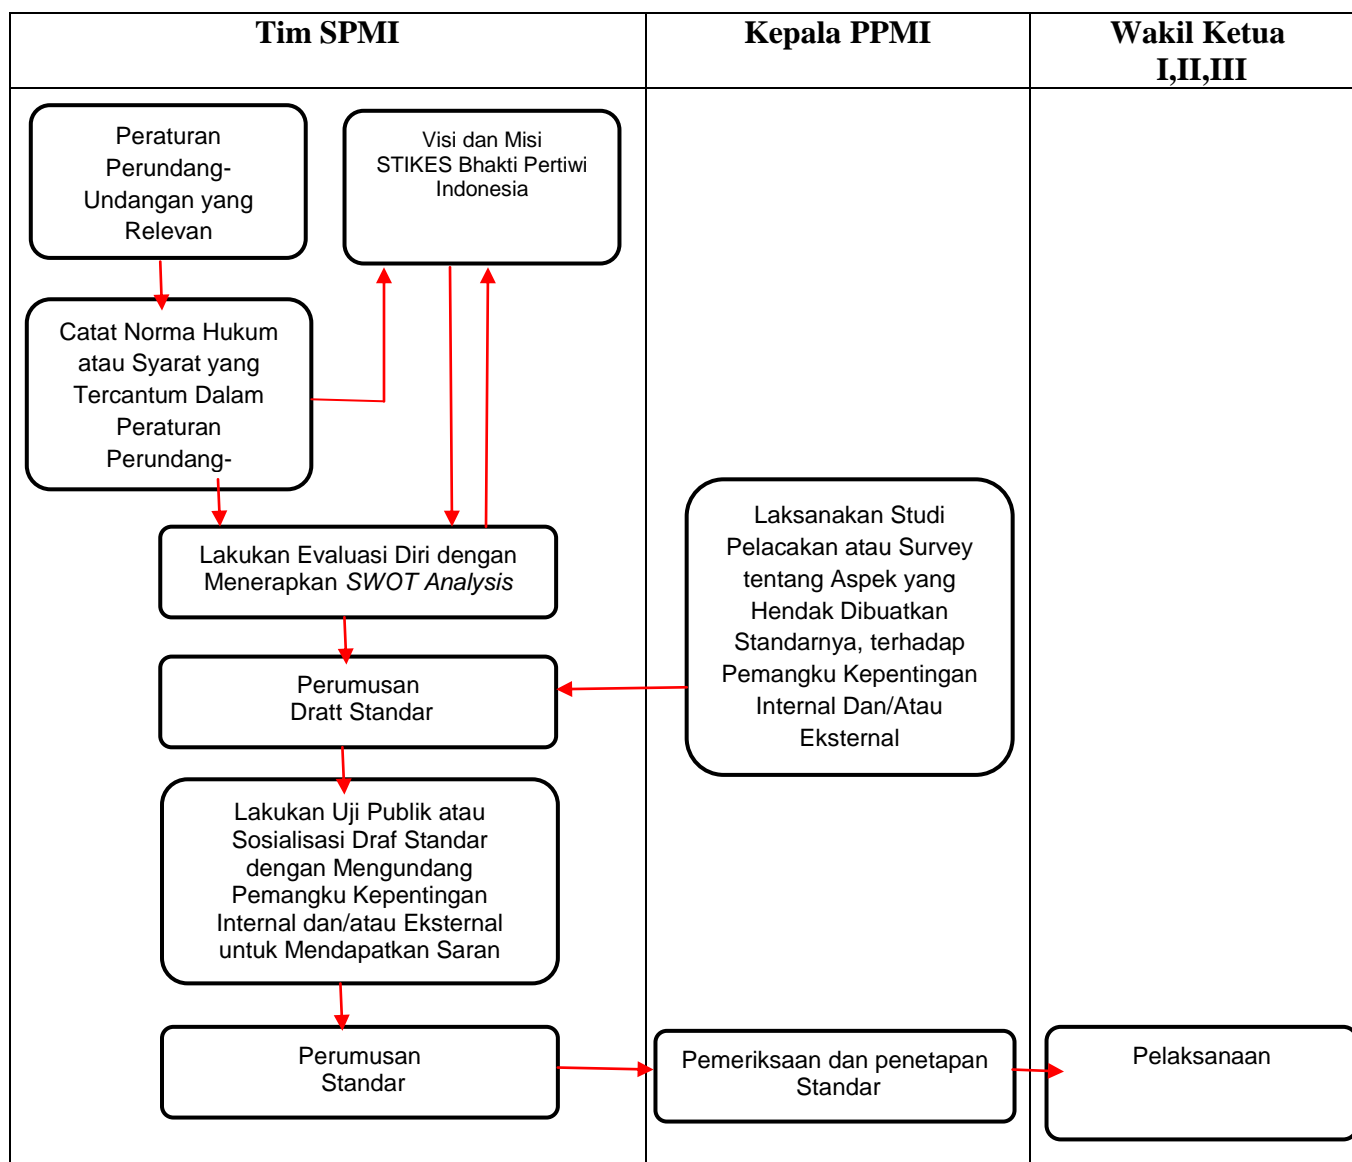 Tim SPMI
Kepala PPMI
Wakil Ketua
I,II,III
Peraturan
Perundang-
Undangan yang
Relevan
Visi dan Misi
STIKES Bhakti Pertiwi
Indonesia
Catat Norma Hukum
atau Syarat yang
Tercantum Dalam
Peraturan
Perundang-
Lakukan Evaluasi Diri dengan
Menerapkan SWOT Analysis
Laksanakan Studi
Pelacakan atau Survey
tentang Aspek yang
Hendak Dibuatkan
Standarnya, terhadap
Pemangku Kepentingan
Internal Dan/Atau
Eksternal
Perumusan
Dratt Standar
Lakukan Uji Publik atau
Sosialisasi Draf Standar
dengan Mengundang
Pemangku Kepentingan
Internal dan/atau Eksternal
untuk Mendapatkan Saran
Perumusan
Standar
Pemeriksaan dan penetapan
Standar
Pelaksanaan